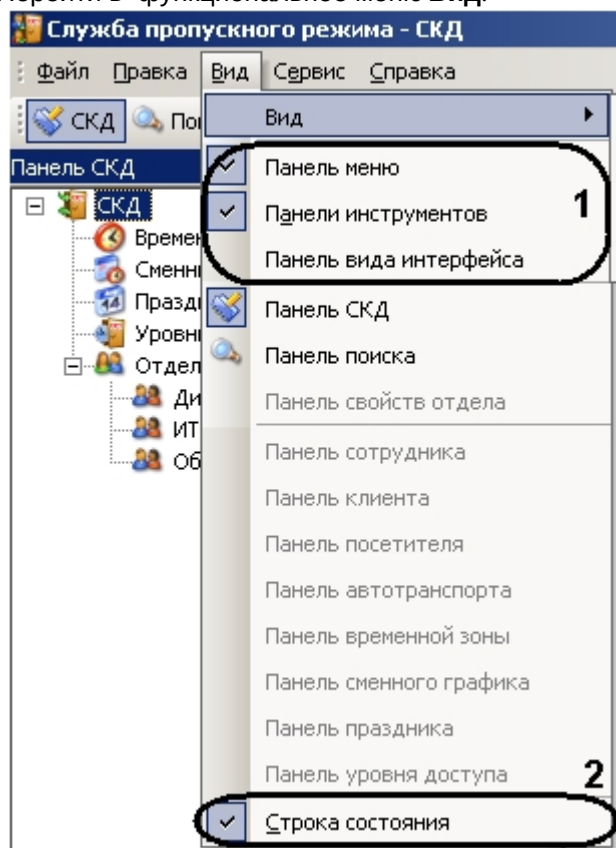 Перейти в функциональное меню Вид.
Служба пропускного режима - СКД
Файл Правка Вид Сервис Справка
СКД
Панель СКД
СКД
Отдел
ИТ
Вид
Панель меню
Панели инструментов
1
Панель вида интерфейса
Панель СКД
Панель поиска
Панель свойств отдела
Панель сотрудника
Панель клиента
Панель посетителя
Панель автотранспорта
Панель временной зоны
Панель сменного графика
Панель праздника
Панель уровня доступа
2
Строка состояния